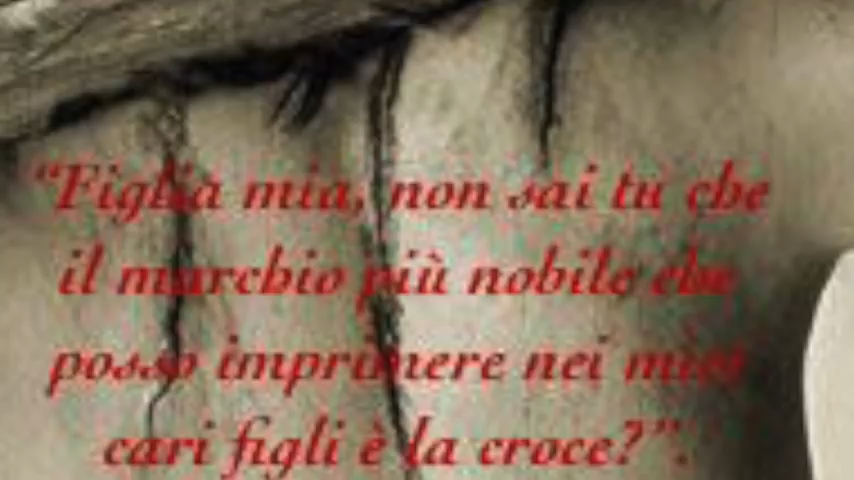 “Figlia mia, non sai tu che
il marchio più nobile che
posso imprimere nei miei
cari figli è la croce?”.